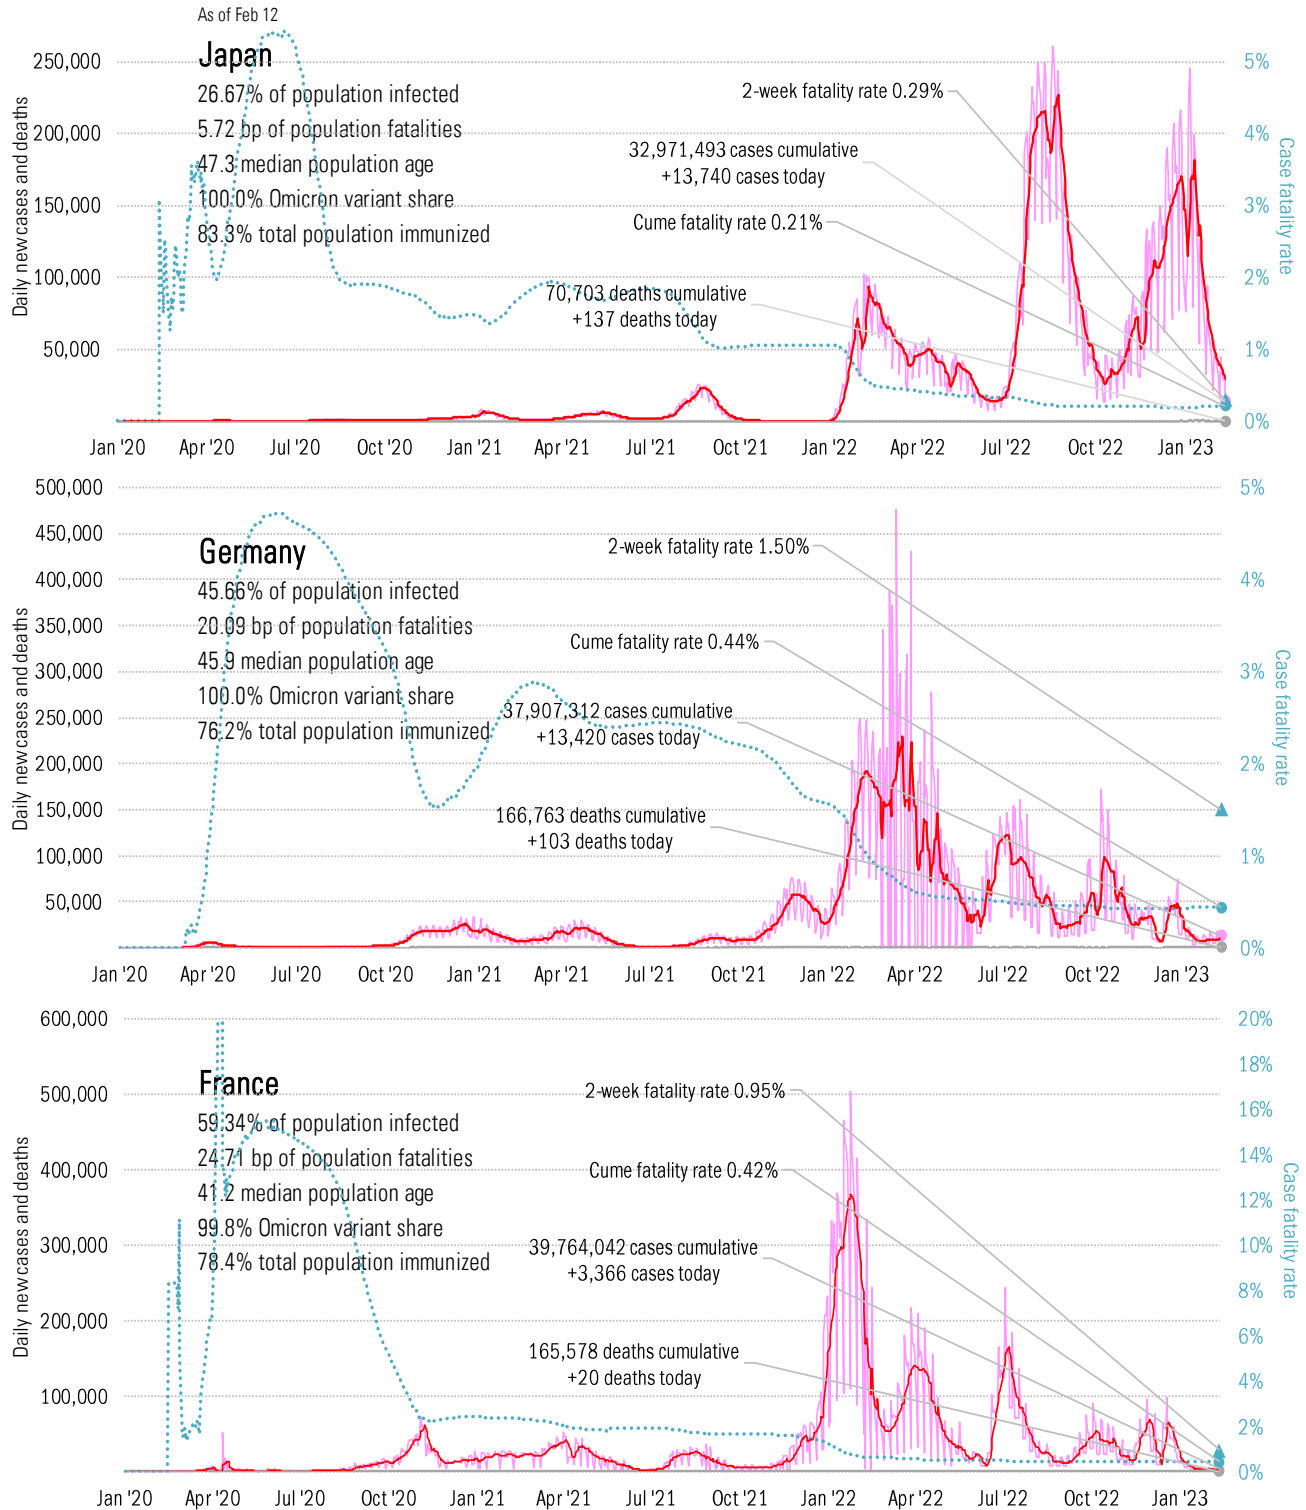 As of Feb 12
Japan
26.67% of population infected
5.72 bp of population fatalities
47.3 median population age
100.0% Omicron variant share
83.3% total population immunized
2-week fatality rate 0.29%
32,971,493 cases cumulative
+13,740 cases today
Cume fatality rate 0.21%
70,703 deaths cumulative
+137 deaths today
Daily new cases and deaths
250,000
200,000
150,000
100,000
50,000
5%
4%
3%
2%
1%
0%
Case fatality rate
Jan '20 Apr '20 Jul '20 Oct '20 Jan '21 Apr '21 Jul '21 Oct '21 Jan '22 Apr '22 Jul '22 Oct '22 Jan '23
Germany
45.66% of population infected
20.09 bp of population fatalities
45.9 median population age
100.0% Omicron variant share
76.2% total population immunized
2-week fatality rate 1.50%
Cume fatality rate 0.44%
37,907,312 cases cumulative
+13,420 cases today
166,763 deaths cumulative
+103 deaths today
Daily new cases and deaths
500,000
450,000
400,000
350,000
300,000
250,000
200,000
150,000
100,000
50,000
5%
4%
3%
2%
1%
0%
Case fatality rate
Jan '20 Apr '20 Jul '20 Oct '20 Jan '21 Apr '21 Jul '21 Oct '21 Jan '22 Apr '22 Jul '22 Oct '22 Jan '23
France
59.34% of population infected
24.71 bp of population fatalities
41.2 median population age
99.8% Omicron variant share
78.4% total population immunized
2-week fatality rate 0.95%
Cume fatality rate 0.42%
39,764,042 cases cumulative
+3,366 cases today
165,578 deaths cumulative
+20 deaths today
Daily new cases and deaths
600,000
500,000
400,000
300,000
200,000
100,000
20%
18%
16%
14%
12%
10%
8%
6%
4%
2%
0%
Case fatality rate
Jan '20 Apr '20 Jul '20 Oct '20 Jan '21 Apr '21 Jul '21 Oct '21 Jan '22 Apr '22 Jul '22 Oct '22 Jan '23